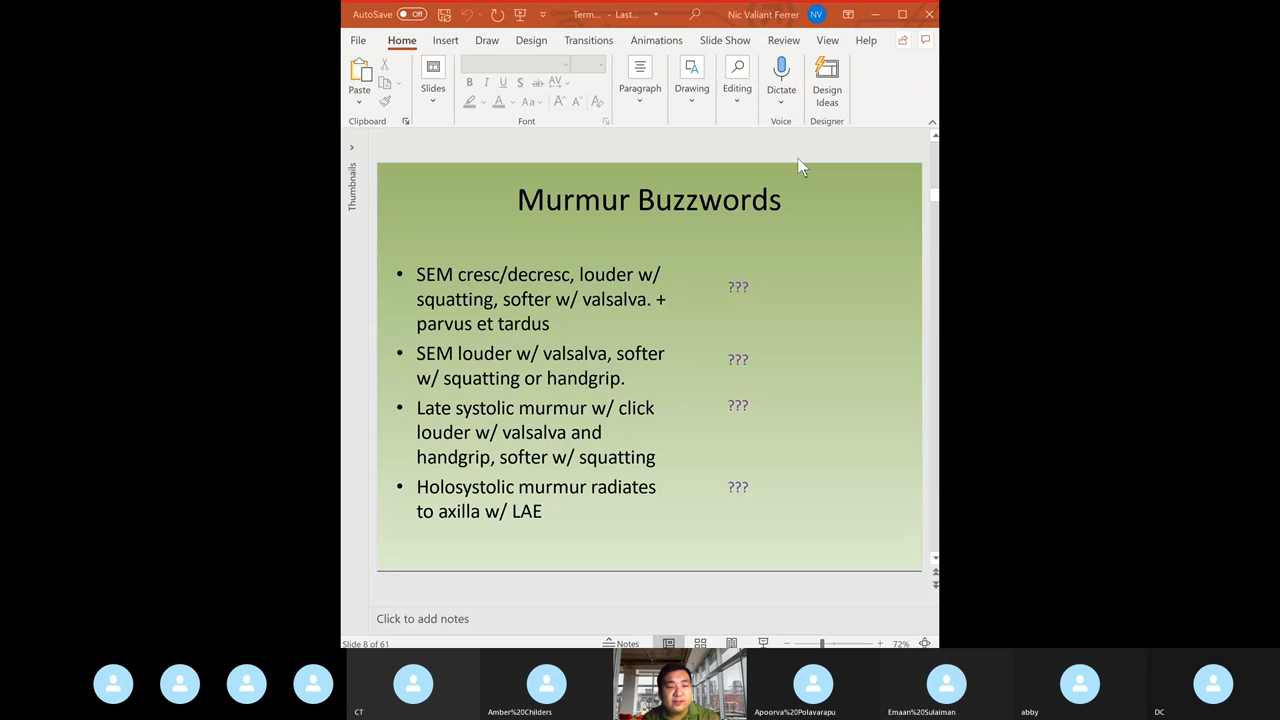 AutoSave Off Term... - Last... Nic Valiant Ferrer NV
File Home Insert Draw Design Transitions Animations Slide Show Review View Help
Paste Slides B I U S ab AV Aa A A Paragraph Drawing Editing Dictate Design
Ideas
Clipboard Font Voice Designer
Thumbnails
Murmur Buzzwords
• SEM cresc/decresc, louder w/
squatting, softer w/ valsalva. +
parvus et tardus
???
• SEM louder w/ valsalva, softer
w/ squatting or handgrip.
???
• Late systolic murmur w/ click
louder w/ valsalva and
handgrip, softer w/ squatting
???
• Holosystolic murmur radiates
to axilla w/ LAE
???
Click to add notes
Slide 8 of 61 Notes 72%
CT Amber%20Childers Apoorva%20Polavarapu Emaan%20Sulaiman abby DC